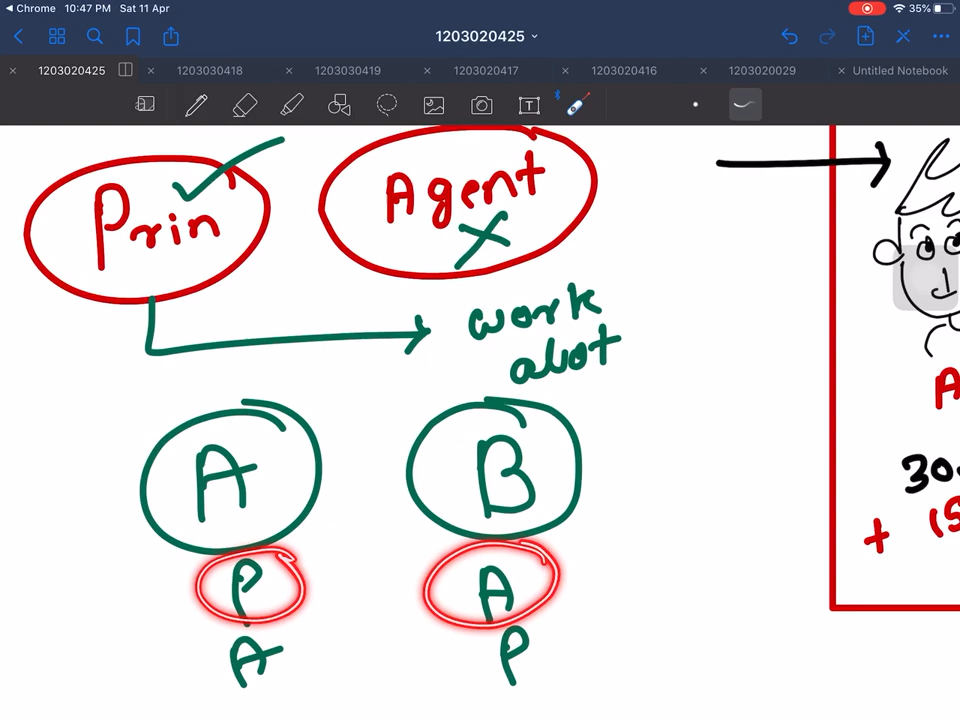 Chrome 10:47 PM Sat 11 Apr 35%
1203020425
1203020425 1203030418 1203030419 1203020417 1203020416 1203020029 Untitled Notebook
T
Prin Agent
work
alot
A B
P A
A P
A
30
+ (5